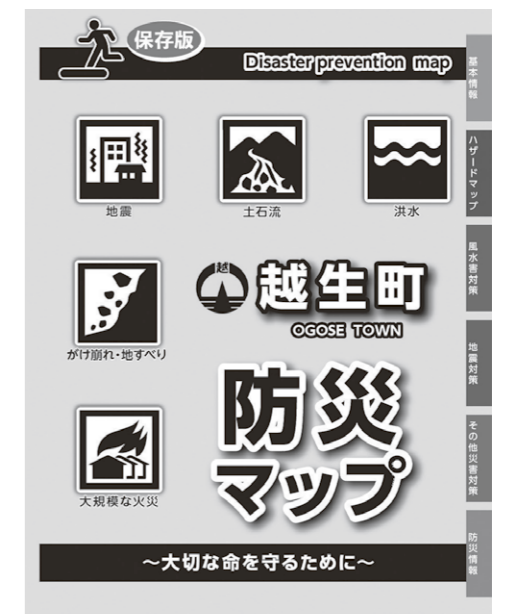 保存版
Disaster prevention map
地震
土石流
洪水
がけ崩れ・地すべり
越
越生町
OGOSE TOWN
大規模な火災
防災
マップ
～大切な命を守るために～
基本情報
ハザードマップ
風水害対策
地震対策
その他災害対策
防災情報